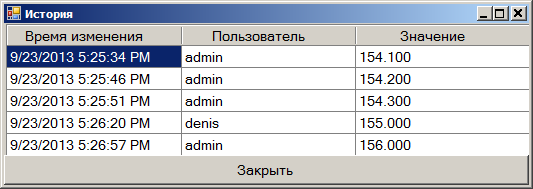 История
Время изменения Пользователь Значение
9/23/2013 5:25:34 PM admin 154.100
9/23/2013 5:25:46 PM admin 154.200
9/23/2013 5:25:51 PM admin 154.300
9/23/2013 5:26:20 PM denis 155.000
9/23/2013 5:26:57 PM admin 156.000
Закрыть